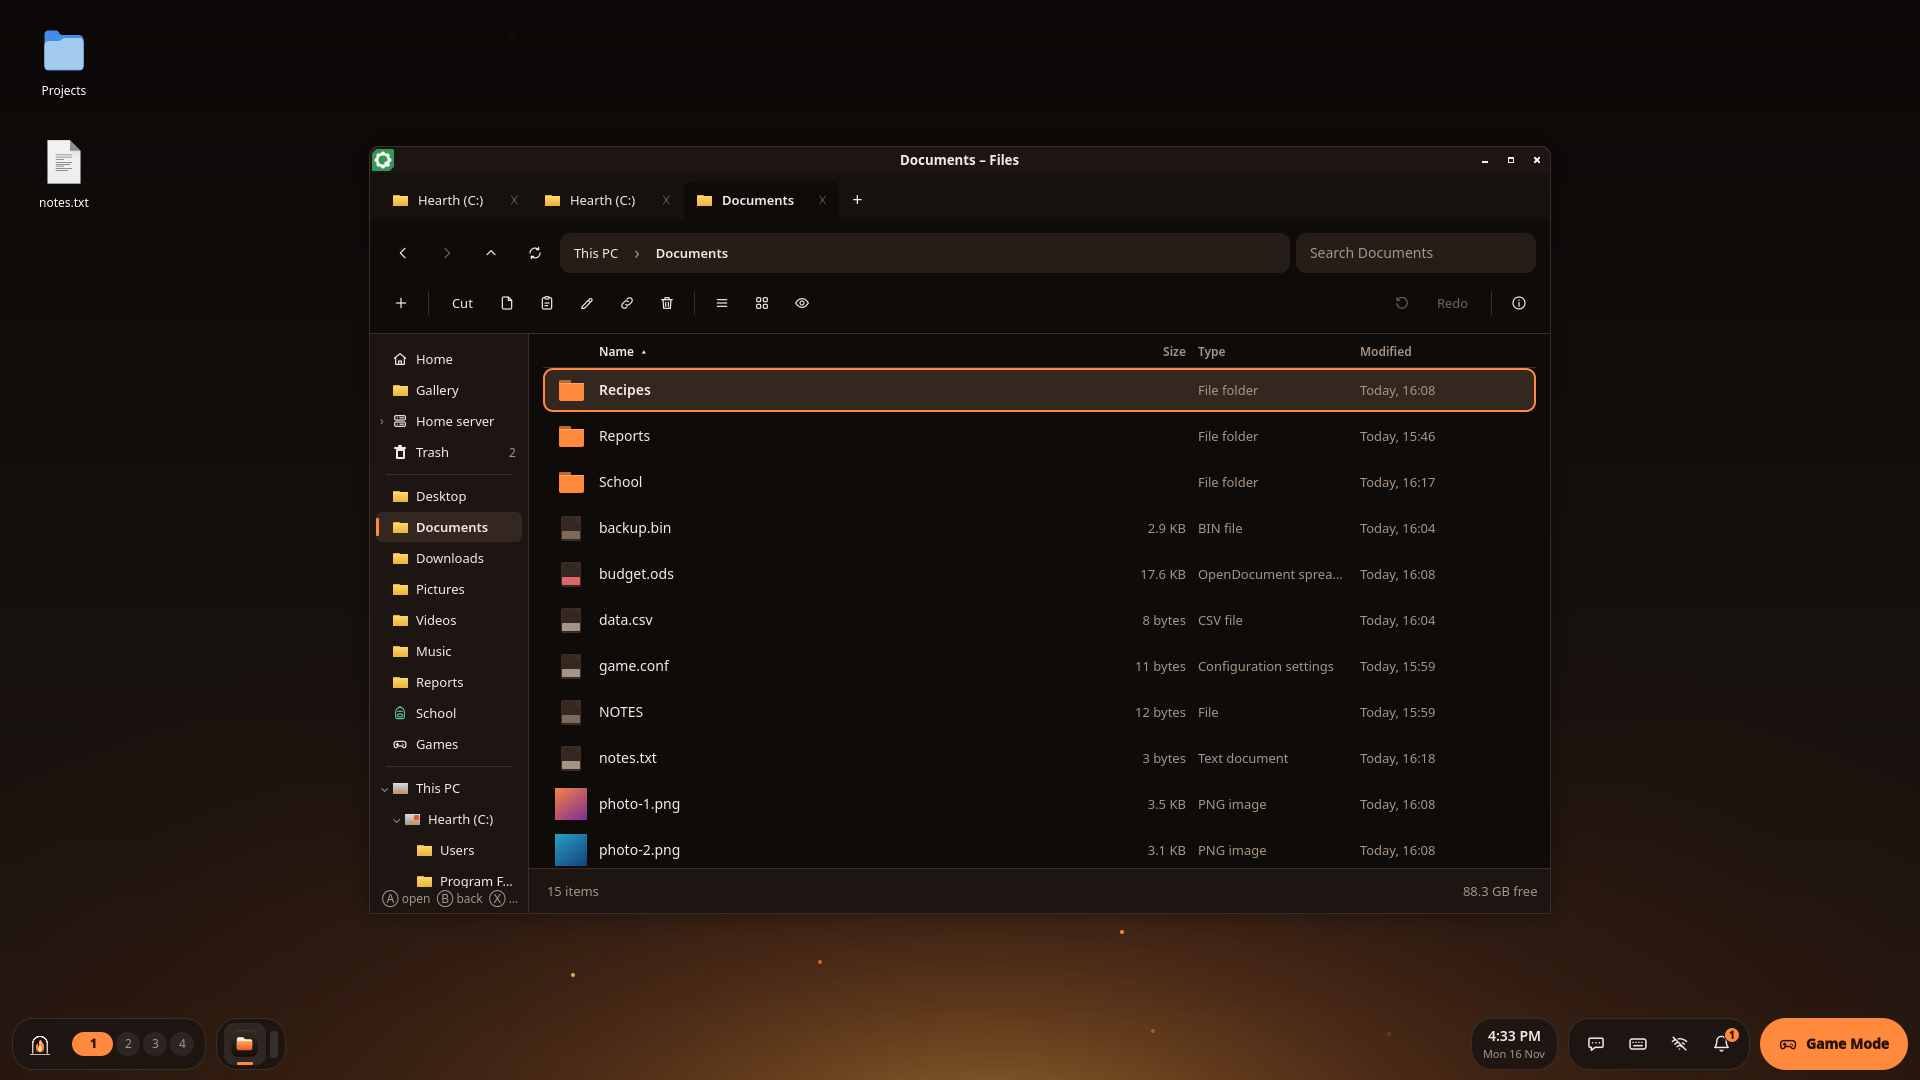 Projects
notes.txt
Documents – Files
Hearth (C:) X Hearth (C:) X Documents X +
This PC › Documents
Search Documents
Cut
Redo
Home
Gallery
Home server
Trash 2
Desktop
Documents
Downloads
Pictures
Videos
Music
Reports
School
Games
This PC
Hearth (C:)
Users
Program F...
A open B back X ...
Name Size Type Modified
Recipes File folder Today, 16:08
Reports File folder Today, 15:46
School File folder Today, 16:17
backup.bin 2.9 KB BIN file Today, 16:04
budget.ods 17.6 KB OpenDocument sprea... Today, 16:08
data.csv 8 bytes CSV file Today, 16:04
game.conf 11 bytes Configuration settings Today, 15:59
NOTES 12 bytes File Today, 15:59
notes.txt 3 bytes Text document Today, 16:18
photo-1.png 3.5 KB PNG image Today, 16:08
photo-2.png 3.1 KB PNG image Today, 16:08
15 items 88.3 GB free
1 2 3 4
4:33 PM
Mon 16 Nov
1
Game Mode